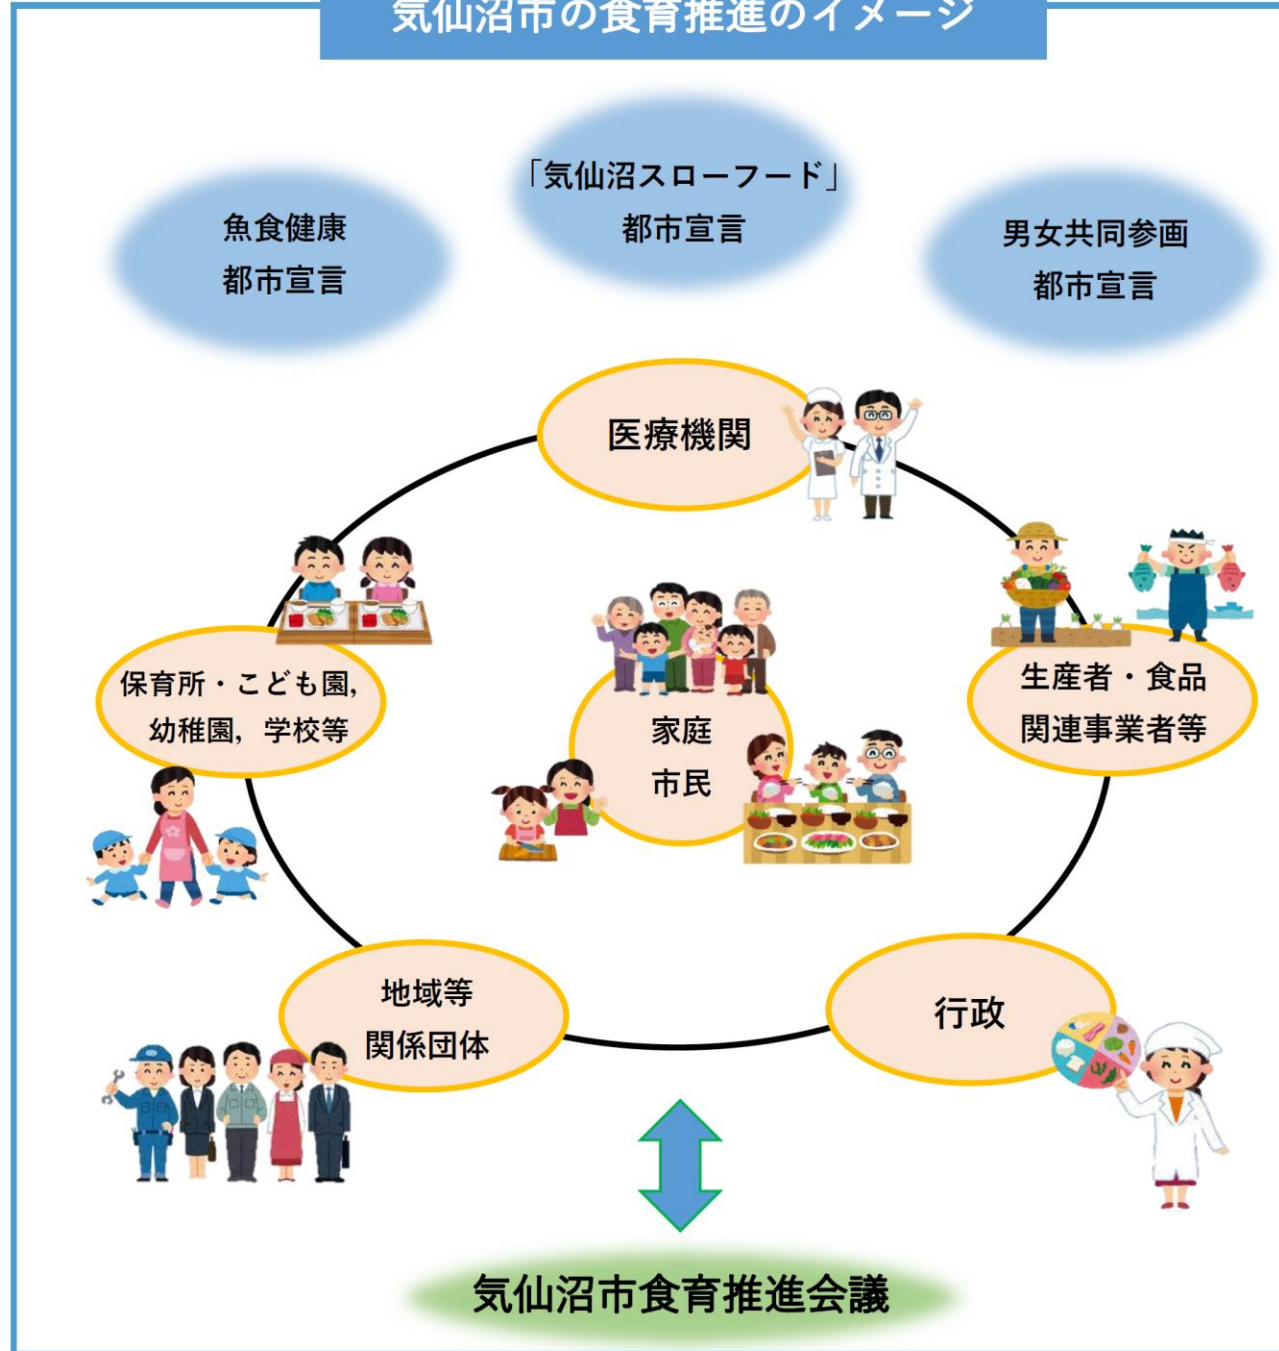 気仙沼市の食育推進のイメージ
「気仙沼スローフード」
都市宣言
魚食健康
都市宣言
男女共同参画
都市宣言
医療機関
保育所・こども園,
幼稚園, 学校等
生産者・食品
関連事業者等
家庭
市民
地域等
関係団体
行政
気仙沼市食育推進会議